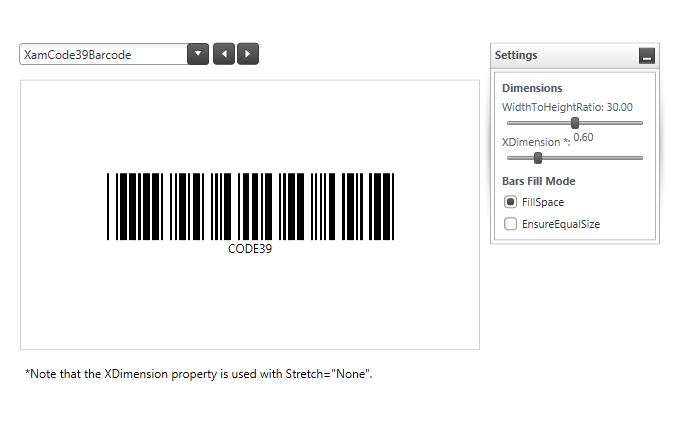 XamCode39Barcode
Settings
Dimensions
WidthToHeightRatio: 30.00
XDimension *: 0.60
Bars Fill Mode
FillSpace
EnsureEqualSize
CODE39
*Note that the XDimension property is used with Stretch="None".